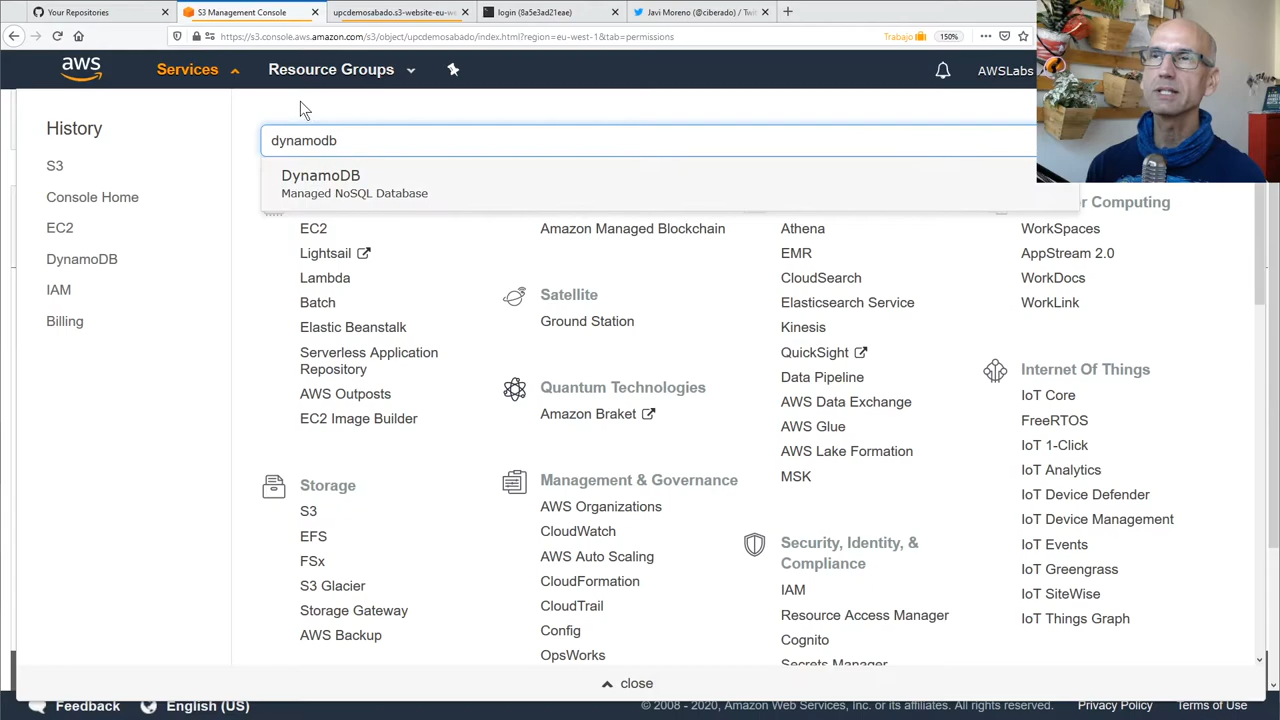 Your Repositories
S3 Management Console
upcdemosabado.s3-website-eu-we
login (8a5e3ad21eae)
Javi Moreno (@ciberado) / Twit
https://s3.console.aws.amazon.com/s3/object/upcdemosabado/index.html?region=eu-west-1&tab=permissions
Trabajo
150%
aws
Services
Resource Groups
AWSLabs
History
S3
Console Home
EC2
DynamoDB
IAM
Billing
dynamodb
DynamoDB
Managed NoSQL Database
EC2
Lightsail
Lambda
Batch
Elastic Beanstalk
Serverless Application
Repository
AWS Outposts
EC2 Image Builder
Storage
S3
EFS
FSx
S3 Glacier
Storage Gateway
AWS Backup
Amazon Managed Blockchain
Satellite
Ground Station
Quantum Technologies
Amazon Braket
Management & Governance
AWS Organizations
CloudWatch
AWS Auto Scaling
CloudFormation
CloudTrail
Config
OpsWorks
Athena
EMR
CloudSearch
Elasticsearch Service
Kinesis
QuickSight
Data Pipeline
AWS Data Exchange
AWS Glue
AWS Lake Formation
MSK
Security, Identity, &
Compliance
IAM
Resource Access Manager
Cognito
Secrets Manager
r Computing
WorkSpaces
AppStream 2.0
WorkDocs
WorkLink
Internet Of Things
IoT Core
FreeRTOS
IoT 1-Click
IoT Analytics
IoT Device Defender
IoT Device Management
IoT Events
IoT Greengrass
IoT SiteWise
IoT Things Graph
close
Feedback
English (US)
© 2008 - 2020, Amazon Web Services, Inc. or its affiliates. All rights reserved.
Privacy Policy
Terms of Use